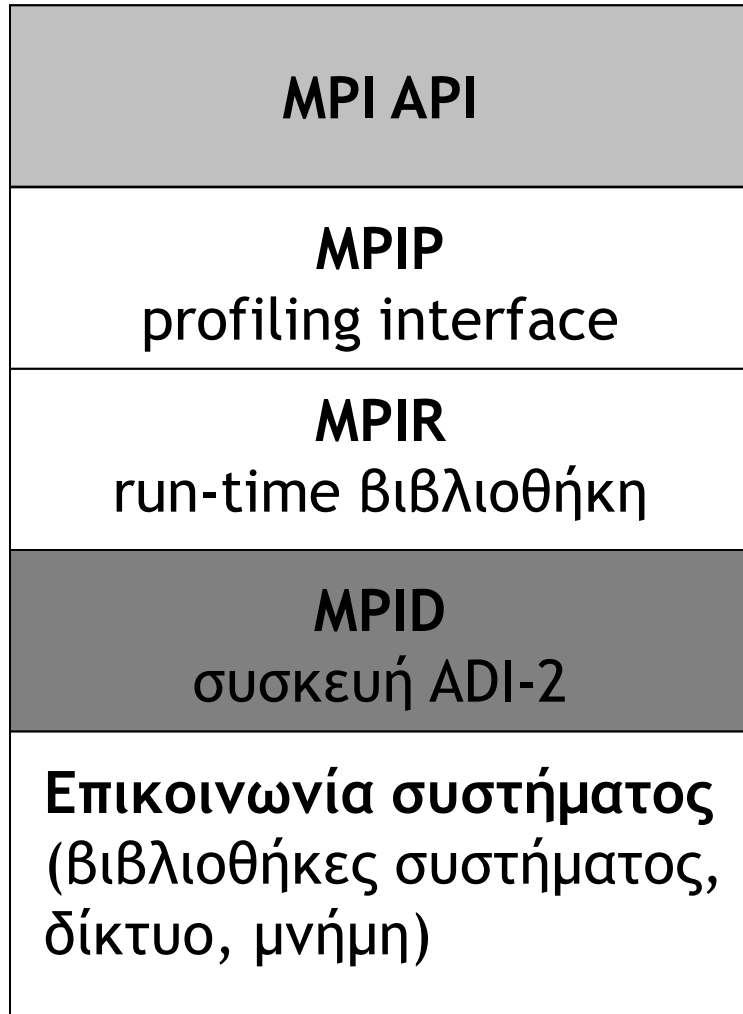 MPI API
MPIP
profiling interface
MPIR
run-time βιβλιοθήκη
MPID
συσκευή ADI-2
Επικοινωνία συστήματος
(βιβλιοθήκες συστήματος,
δίκτυο, μνήμη)